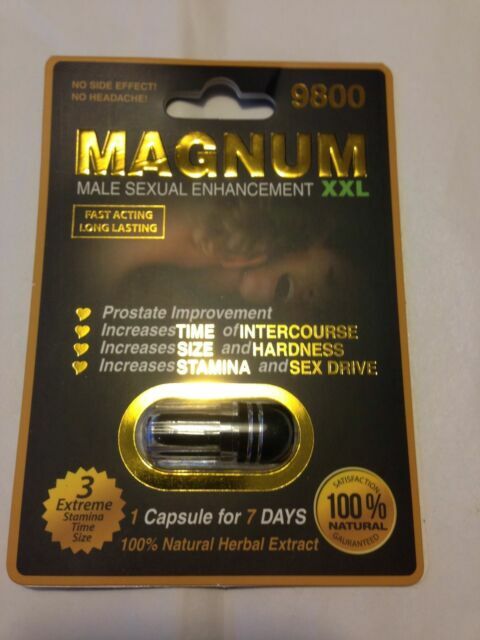 NO SIDE EFFECT!
NO HEADACHE!
9800
MAGNUM
MALE SEXUAL ENHANCEMENT XXL
FAST ACTING
LONG LASTING
Prostate Improvement
Increases TIME of INTERCOURSE
Increases SIZE and HARDNESS
Increases STAMINA and SEX DRIVE
3
Extreme
Stamina
Time
Size
1 Capsule for 7 DAYS
100% Natural Herbal Extract
SATISFACTION
100%
NATURAL
GAURANTEED